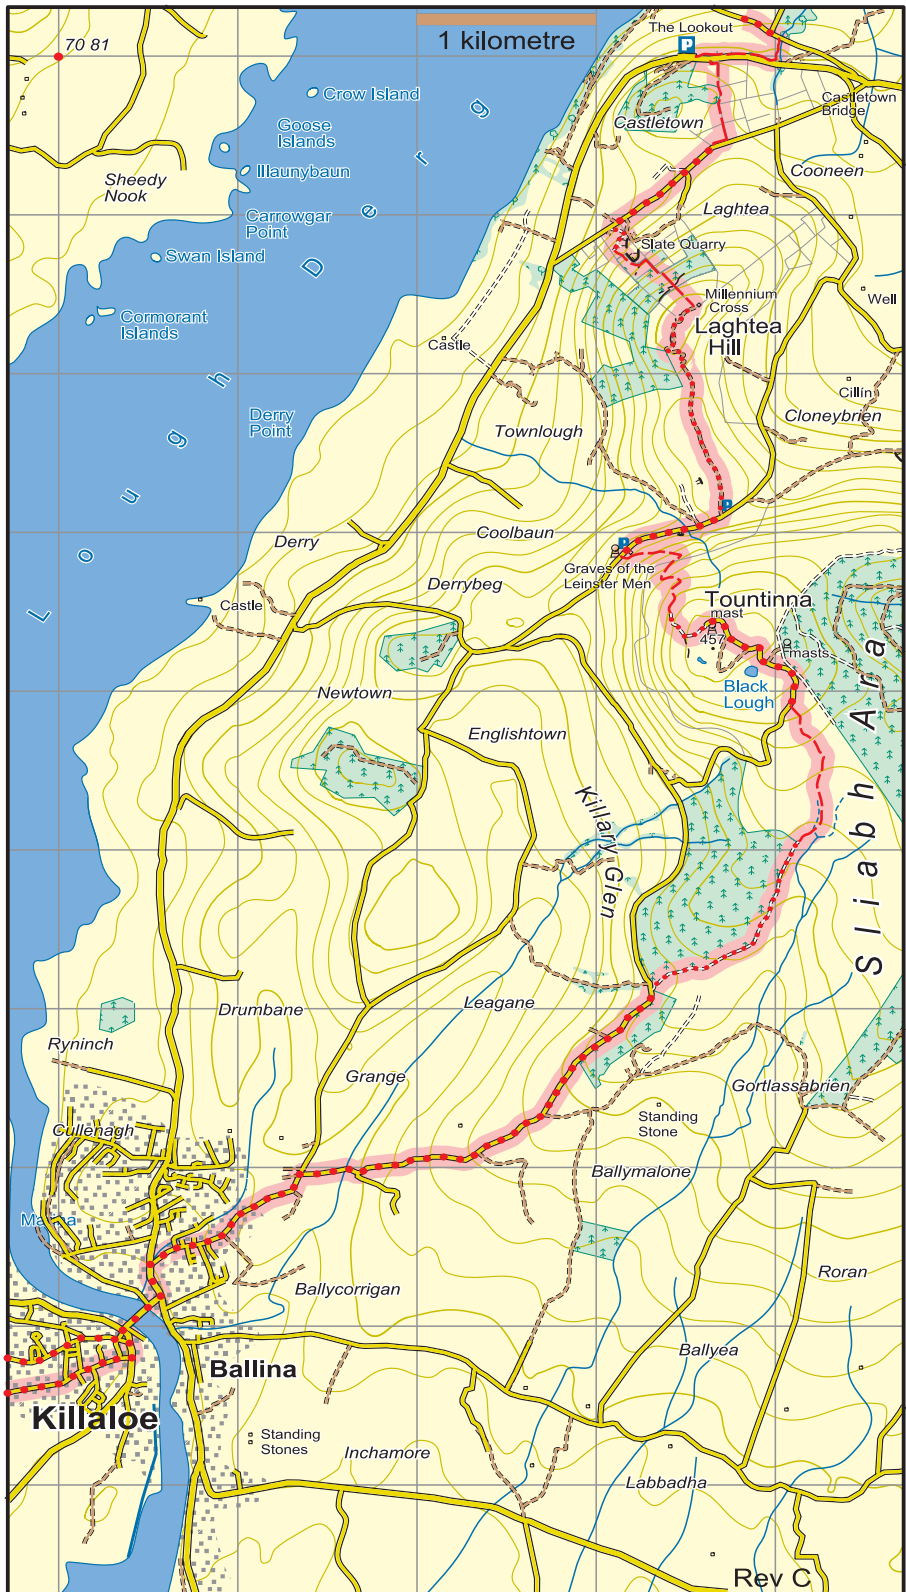 The Lookout
P
1 kilometre
70 81
Crow Island
Goose
Islands
Illaunybaun
Castletown
Castletown
Bridge
Cooneen
Sheedy
Nook
Carrowgar
Point
Laghtea
Swan Island
Slate Quarry
Cormorant
Islands
Millennium
Cross
Well
Laghtea
Hill
Castle
Cillín
Cloneybrien
Derry
Point
Townlough
Lough Derg
P
Coolbaun
Derry
P
Graves of the
Leinster Men
Derrybeg
Castle
Tountinna
mast
457
masts
Black
Lough
Newtown
Englishtown
Killary Glen
Sliabh Ara
Leagane
Drumbane
Ryninch
Grange
Gortlassabrien
Standing
Stone
Cullenagh
Ballymalone
Marina
Ballycorrigan
Roran
Ballyea
Ballina
Killaloe
Standing
Stones
Inchamore
Labbadha
Rev C